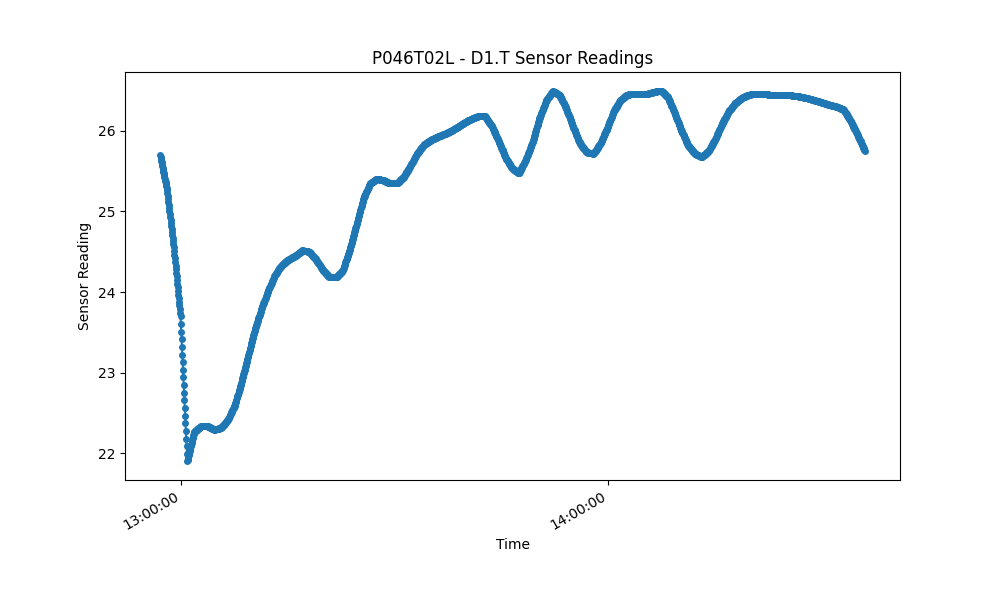 P046T02L - D1.T Sensor Readings
Sensor Reading
26
25
24
23
22
13:00:00
14:00:00
Time